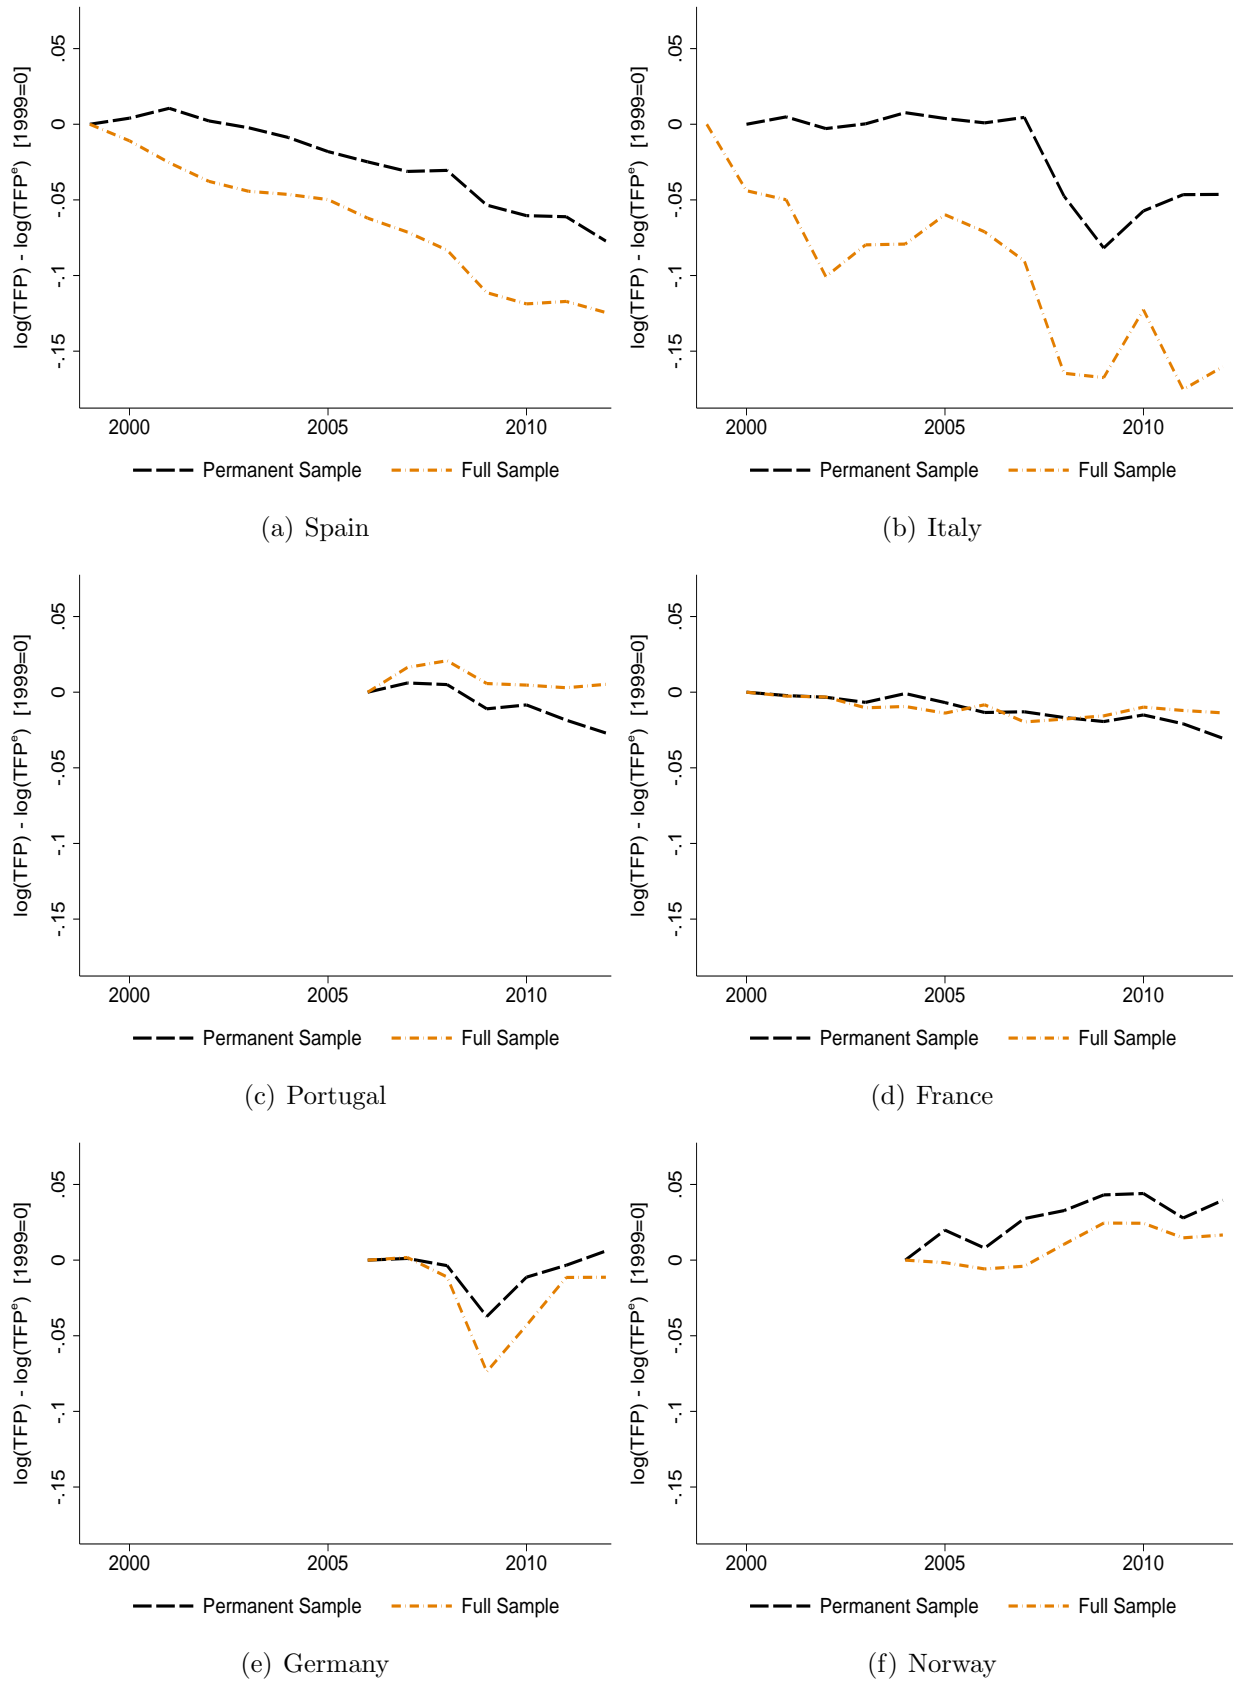 log(TFP) - log(TFPᵉ) [1999=0]
.05
0
-.05
-.1
-.15
2000 2005 2010
Permanent Sample Full Sample
(a) Spain
log(TFP) - log(TFPᵉ) [1999=0]
.05
0
-.05
-.1
-.15
2000 2005 2010
Permanent Sample Full Sample
(b) Italy
log(TFP) - log(TFPᵉ) [1999=0]
.05
0
-.05
-.1
-.15
2000 2005 2010
Permanent Sample Full Sample
(c) Portugal
log(TFP) - log(TFPᵉ) [1999=0]
.05
0
-.05
-.1
-.15
2000 2005 2010
Permanent Sample Full Sample
(d) France
log(TFP) - log(TFPᵉ) [1999=0]
.05
0
-.05
-.1
-.15
2000 2005 2010
Permanent Sample Full Sample
(e) Germany
log(TFP) - log(TFPᵉ) [1999=0]
.05
0
-.05
-.1
-.15
2000 2005 2010
Permanent Sample Full Sample
(f) Norway